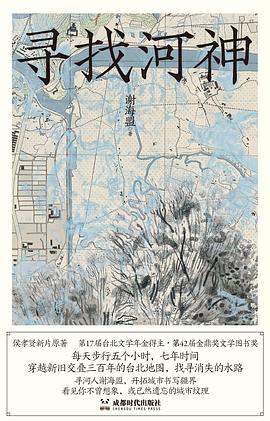 寻找河神
谢海盟 著
侯孝贤新片原著 第17届台北文学年金得主·第42届金鼎奖文学图书奖
每天步行五个小时，七年时间
穿越新旧交叠三百年的台北地图，找寻消失的水路
寻河人谢海盟，开拓城市书写疆界
看见你不曾想象、或已然遗忘的城市纹理
成都时代出版社
CHENGDU TIMES PRESS